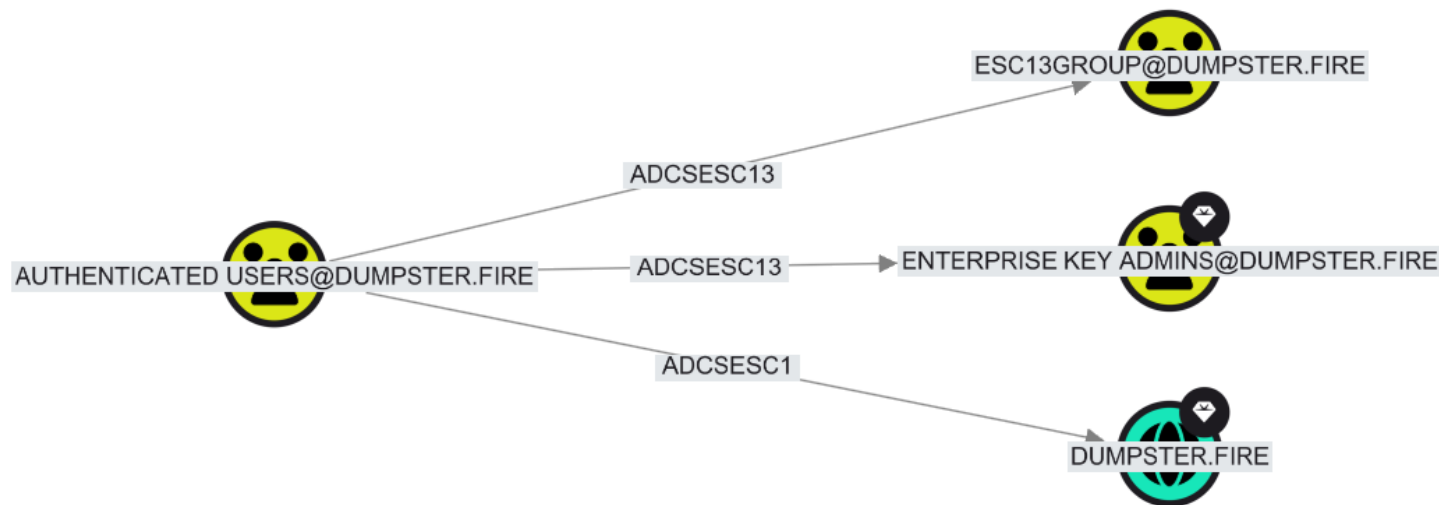 ESC13GROUP@DUMPSTER.FIRE
ADCSESC13
AUTHENTICATED USERS@DUMPSTER.FIRE
ADCSESC13
ENTERPRISE KEY ADMINS@DUMPSTER.FIRE
ADCSESC1
DUMPSTER.FIRE